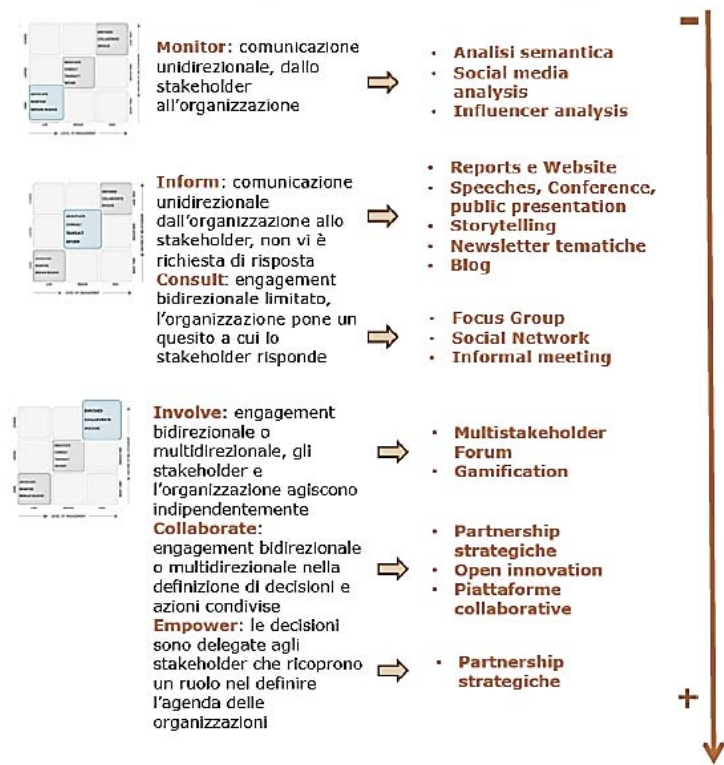 Monitor: comunicazione
unidirezionale, dallo
stakeholder
all'organizzazione
• Analisi semantica
• Social media
analysis
• Influencer analysis
Inform: comunicazione
unidirezionale
dall'organizzazione allo
stakeholder, non vi è
richiesta di risposta
• Reports e Website
• Speeches, Conference,
public presentation
• Storytelling
• Newsletter tematiche
• Blog
Consult: engagement
bidirezionale limitato,
l'organizzazione pone un
quesito a cui lo
stakeholder risponde
• Focus Group
• Social Network
• Informal meeting
Involve: engagement
bidirezionale o
multidirezionale, gli
stakeholder e
l'organizzazione agiscono
indipendentemente
• Multistakeholder
Forum
• Gamification
Collaborate:
engagement bidirezionale
o multidirezionale nella
definizione di decisioni e
azioni condivise
• Partnership
strategiche
• Open innovation
• Piattaforme
collaborative
Empower: le decisioni
sono delegate agli
stakeholder che ricoprono
un ruolo nel definire
l'agenda delle
organizzazioni
• Partnership
strategiche
−
+